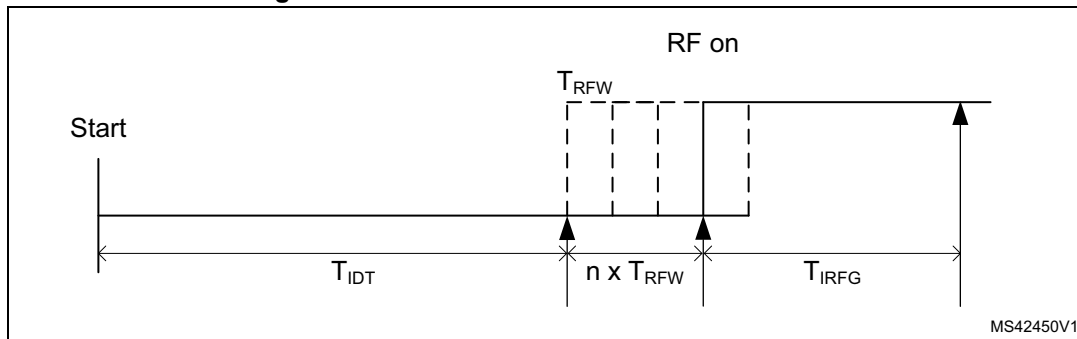 RF on
T_RFW
Start
T_IDT
n x T_RFW
T_IRFG
MS42450V1